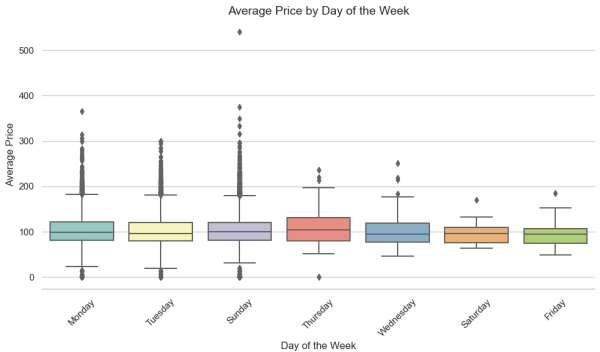 Average Price by Day of the Week
Average Price
500
400
300
200
100
0
Monday
Tuesday
Sunday
Thursday
Wednesday
Saturday
Friday
Day of the Week